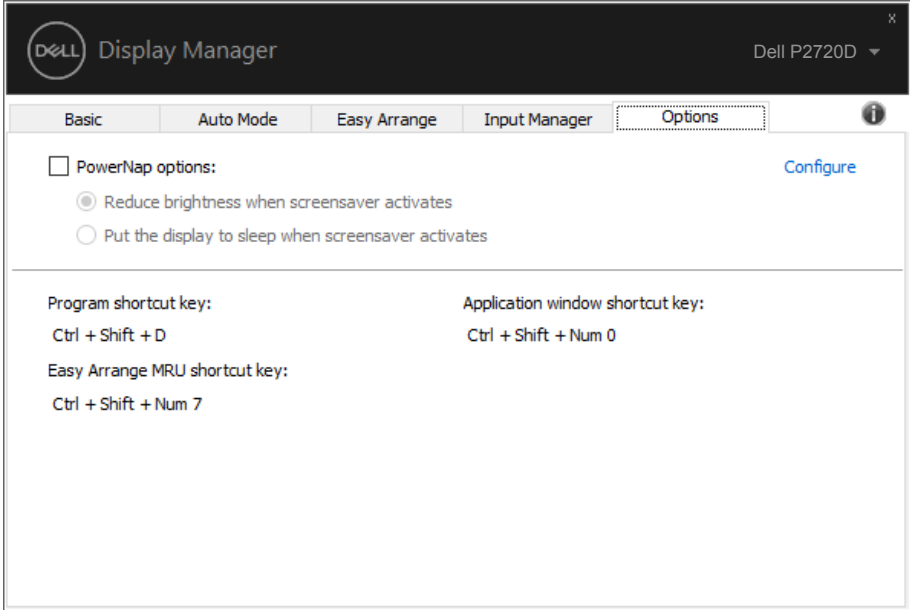 x
DELL Display Manager
Dell P2720D
Basic Auto Mode Easy Arrange Input Manager Options
PowerNap options: Configure
Reduce brightness when screensaver activates
Put the display to sleep when screensaver activates
Program shortcut key: Application window shortcut key:
Ctrl + Shift + D Ctrl + Shift + Num 0
Easy Arrange MRU shortcut key:
Ctrl + Shift + Num 7